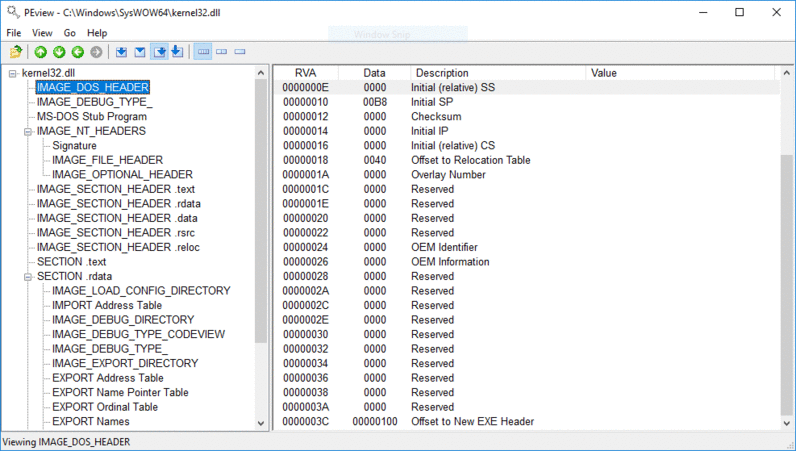 PEview - C:\Windows\SysWOW64\kernel32.dll
File View Go Help
Window Snip
kernel32.dll
IMAGE_DOS_HEADER
IMAGE_DEBUG_TYPE_
MS-DOS Stub Program
IMAGE_NT_HEADERS
Signature
IMAGE_FILE_HEADER
IMAGE_OPTIONAL_HEADER
IMAGE_SECTION_HEADER .text
IMAGE_SECTION_HEADER .rdata
IMAGE_SECTION_HEADER .data
IMAGE_SECTION_HEADER .rsrc
IMAGE_SECTION_HEADER .reloc
SECTION .text
SECTION .rdata
IMAGE_LOAD_CONFIG_DIRECTORY
IMPORT Address Table
IMAGE_DEBUG_DIRECTORY
IMAGE_DEBUG_TYPE_CODEVIEW
IMAGE_DEBUG_TYPE_
IMAGE_EXPORT_DIRECTORY
EXPORT Address Table
EXPORT Name Pointer Table
EXPORT Ordinal Table
EXPORT Names
RVA Data Description Value
0000000E 0000 Initial (relative) SS
00000010 00B8 Initial SP
00000012 0000 Checksum
00000014 0000 Initial IP
00000016 0000 Initial (relative) CS
00000018 0040 Offset to Relocation Table
0000001A 0000 Overlay Number
0000001C 0000 Reserved
0000001E 0000 Reserved
00000020 0000 Reserved
00000022 0000 Reserved
00000024 0000 OEM Identifier
00000026 0000 OEM Information
00000028 0000 Reserved
0000002A 0000 Reserved
0000002C 0000 Reserved
0000002E 0000 Reserved
00000030 0000 Reserved
00000032 0000 Reserved
00000034 0000 Reserved
00000036 0000 Reserved
00000038 0000 Reserved
0000003A 0000 Reserved
0000003C 00000100 Offset to New EXE Header
Viewing IMAGE_DOS_HEADER